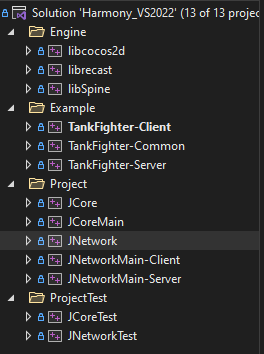 Solution 'Harmony_VS2022' (13 of 13 projec
Engine
libcocos2d
librecast
libSpine
Example
TankFighter-Client
TankFighter-Common
TankFighter-Server
Project
JCore
JCoreMain
JNetwork
JNetworkMain-Client
JNetworkMain-Server
ProjectTest
JCoreTest
JNetworkTest